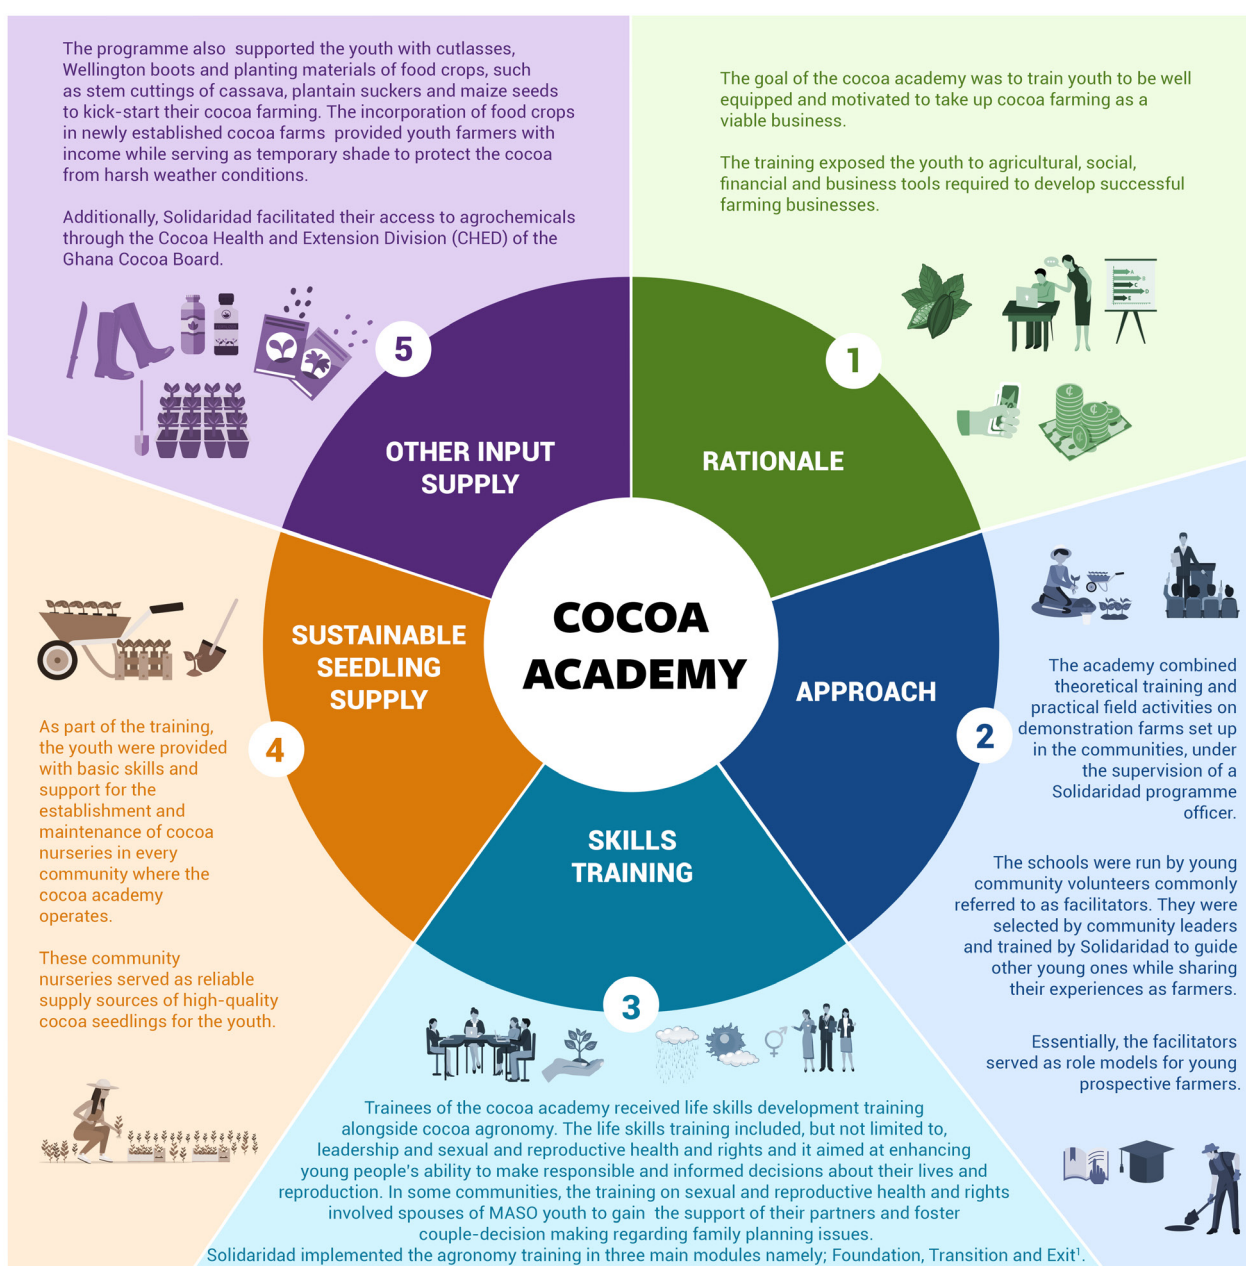 COCOA
ACADEMY
1
RATIONALE
The goal of the cocoa academy was to train youth to be well
equipped and motivated to take up cocoa farming as a
viable business.
The training exposed the youth to agricultural, social,
financial and business tools required to develop successful
farming businesses.
A
B
C
D
E
2
APPROACH
The academy combined
theoretical training and
practical field activities on
demonstration farms set up
in the communities, under
the supervision of a
Solidaridad programme
officer.
The schools were run by young
community volunteers commonly
referred to as facilitators. They were
selected by community leaders
and trained by Solidaridad to guide
other young ones while sharing
their experiences as farmers.
Essentially, the facilitators
served as role models for young
prospective farmers.
3
SKILLS
TRAINING
Trainees of the cocoa academy received life skills development training
alongside cocoa agronomy. The life skills training included, but not limited to,
leadership and sexual and reproductive health and rights and it aimed at enhancing
young people's ability to make responsible and informed decisions about their lives and
reproduction. In some communities, the training on sexual and reproductive health and rights
involved spouses of MASO youth to gain the support of their partners and foster
couple-decision making regarding family planning issues.
Solidaridad implemented the agronomy training in three main modules namely; Foundation, Transition and Exit¹.
4
SUSTAINABLE
SEEDLING
SUPPLY
As part of the training,
the youth were provided
with basic skills and
support for the
establishment and
maintenance of cocoa
nurseries in every
community where the
cocoa academy
operates.
These community
nurseries served as reliable
supply sources of high-quality
cocoa seedlings for the youth.
5
OTHER INPUT
SUPPLY
The programme also supported the youth with cutlasses,
Wellington boots and planting materials of food crops, such
as stem cuttings of cassava, plantain suckers and maize seeds
to kick-start their cocoa farming. The incorporation of food crops
in newly established cocoa farms provided youth farmers with
income while serving as temporary shade to protect the cocoa
from harsh weather conditions.
Additionally, Solidaridad facilitated their access to agrochemicals
through the Cocoa Health and Extension Division (CHED) of the
Ghana Cocoa Board.